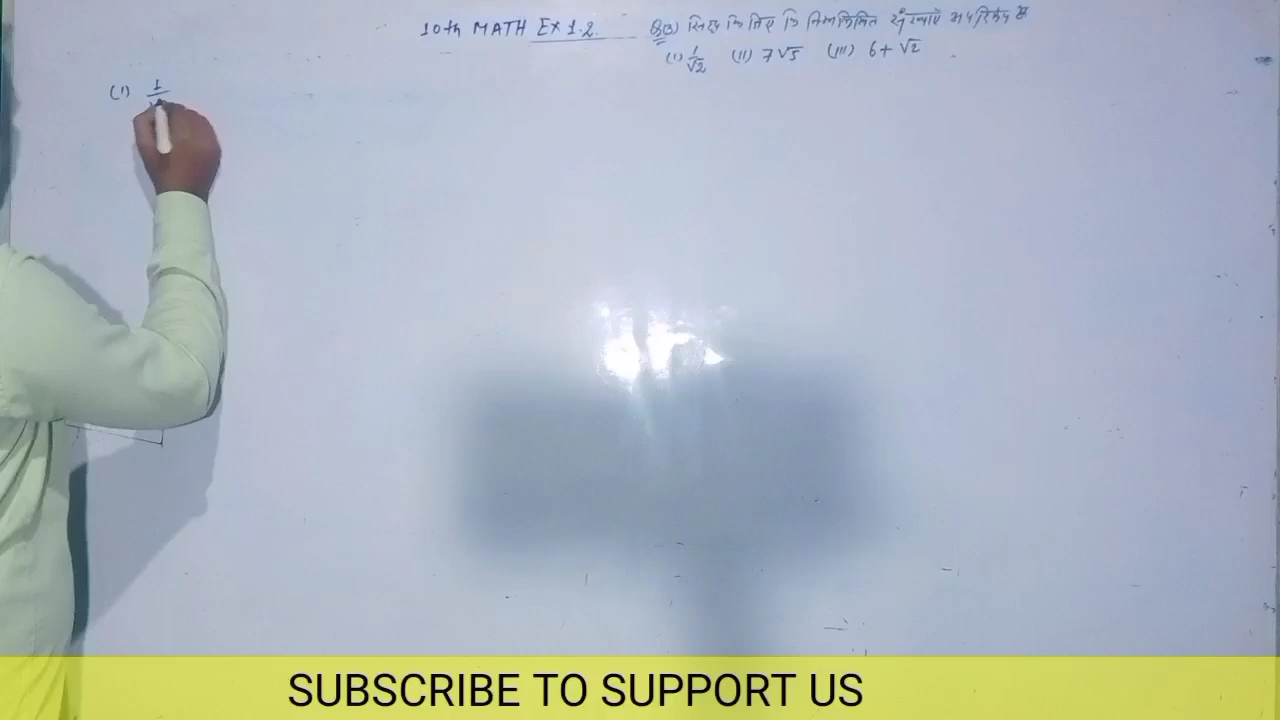 10th MATH EX 1.2. Q(3) सिद्ध किजिए कि निम्नलिखित संख्याएँ अपरिमेय है
(i) 1/√2 (ii) 7√5 (iii) 6+√2
(i) 1/√
SUBSCRIBE TO SUPPORT US